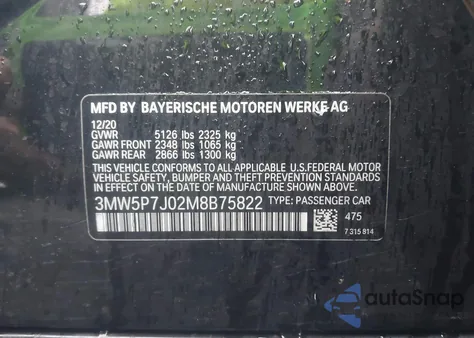 MFD BY BAYERISCHE MOTOREN WERKE AG
12/20
GVWR 5126 lbs 2325 kg
GAWR FRONT 2348 lbs 1065 kg
GAWR REAR 2866 lbs 1300 kg
THIS VEHICLE CONFORMS TO ALL APPLICABLE U.S.FEDERAL MOTOR
VEHICLE SAFETY, BUMPER, AND THEFT PREVENTION STANDARDS
IN EFFECT ON THE DATE OF MANUFACTURE SHOWN ABOVE.
3MW5P7J02M8B75822 TYPE: PASSENGER CAR
475
7 315 814
autoSnap